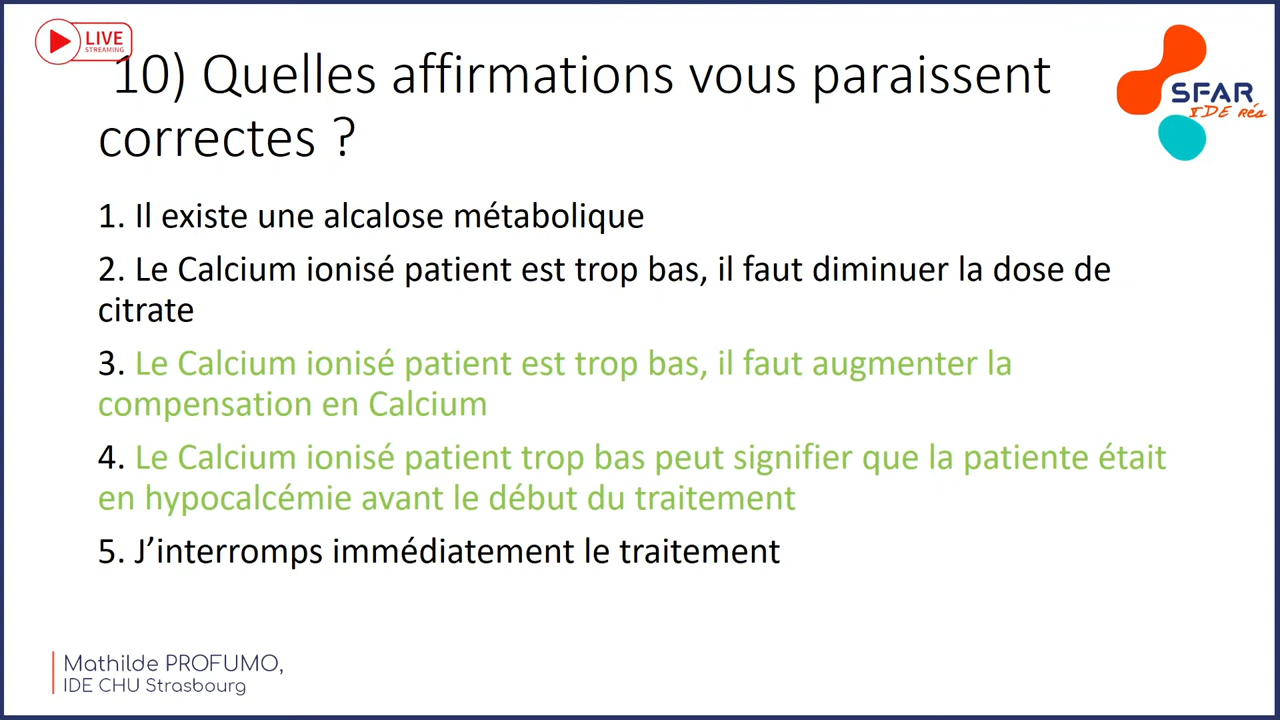 LIVE
STREAMING
10) Quelles affirmations vous paraissent
correctes ?
SFAR
IDE Réa
1. Il existe une alcalose métabolique
2. Le Calcium ionisé patient est trop bas, il faut diminuer la dose de
citrate
3. Le Calcium ionisé patient est trop bas, il faut augmenter la
compensation en Calcium
4. Le Calcium ionisé patient trop bas peut signifier que la patiente était
en hypocalcémie avant le début du traitement
5. J’interromps immédiatement le traitement
Mathilde PROFUMO,
IDE CHU Strasbourg